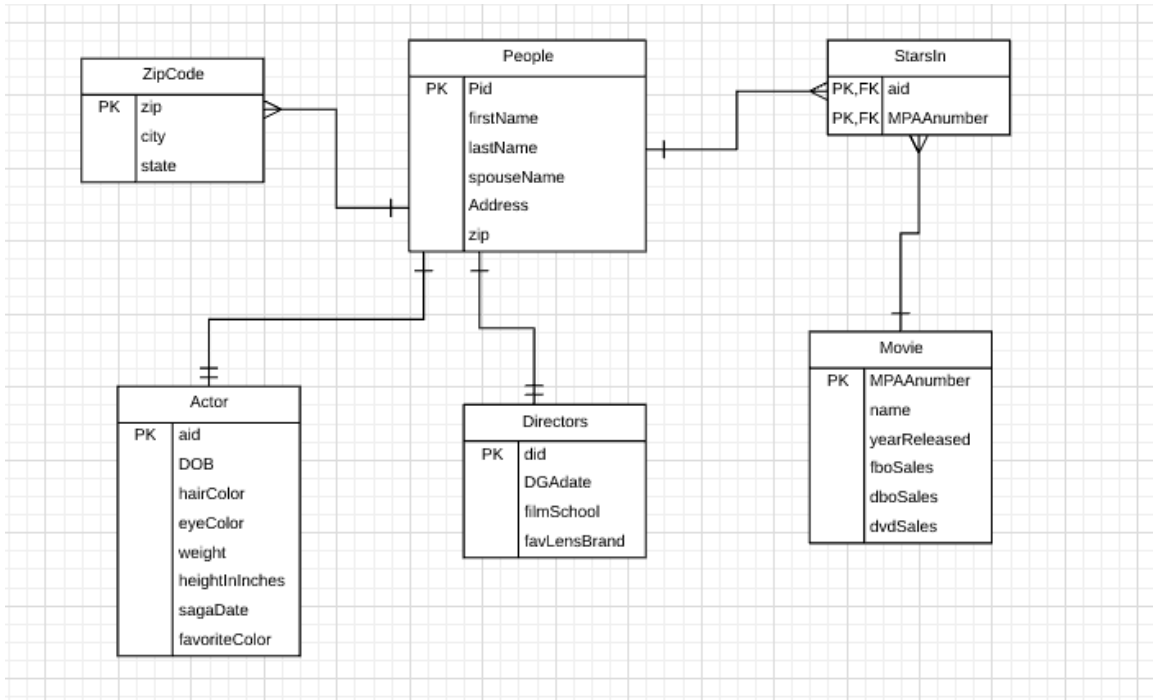 ZipCode
PK zip
city
state
People
PK Pid
firstName
lastName
spouseName
Address
zip
StarsIn
PK,FK aid
PK,FK MPAAnumber
Actor
PK aid
DOB
hairColor
eyeColor
weight
heightInInches
sagaDate
favoriteColor
Directors
PK did
DGAdate
filmSchool
favLensBrand
Movie
PK MPAAnumber
name
yearReleased
fboSales
dboSales
dvdSales